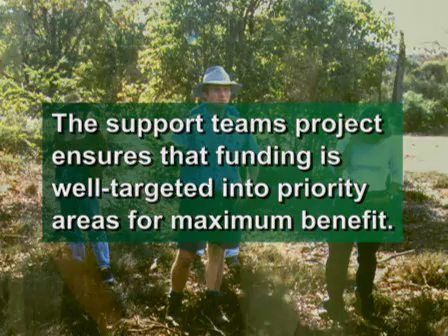 The support teams project
ensures that funding is
well-targeted into priority
areas for maximum benefit.